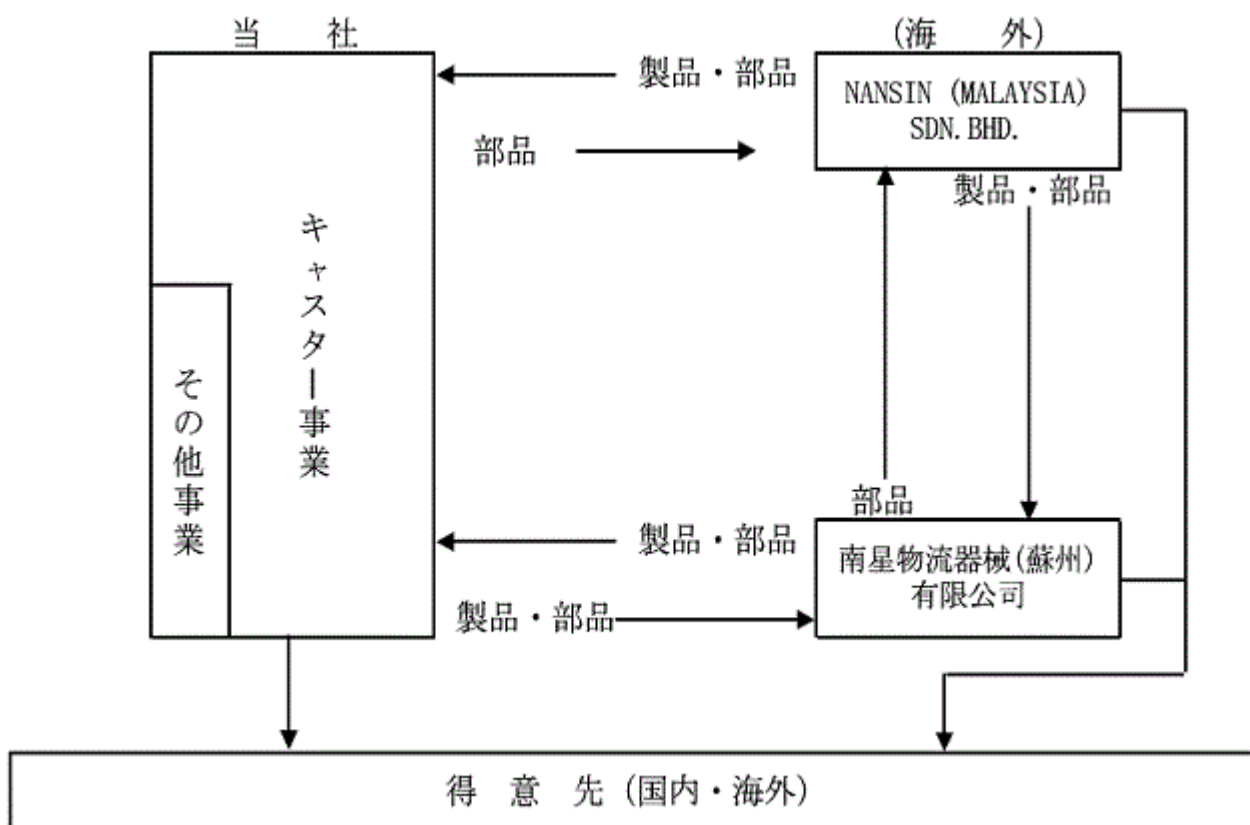 当　　社
(海　　外)
製品・部品
NANSIN (MALAYSIA)
SDN. BHD.
部品
製品・部品
キャスター事業
その他事業
部品
製品・部品
南星物流器械(蘇州)
有限公司
製品・部品
得　意　先 (国内・海外)